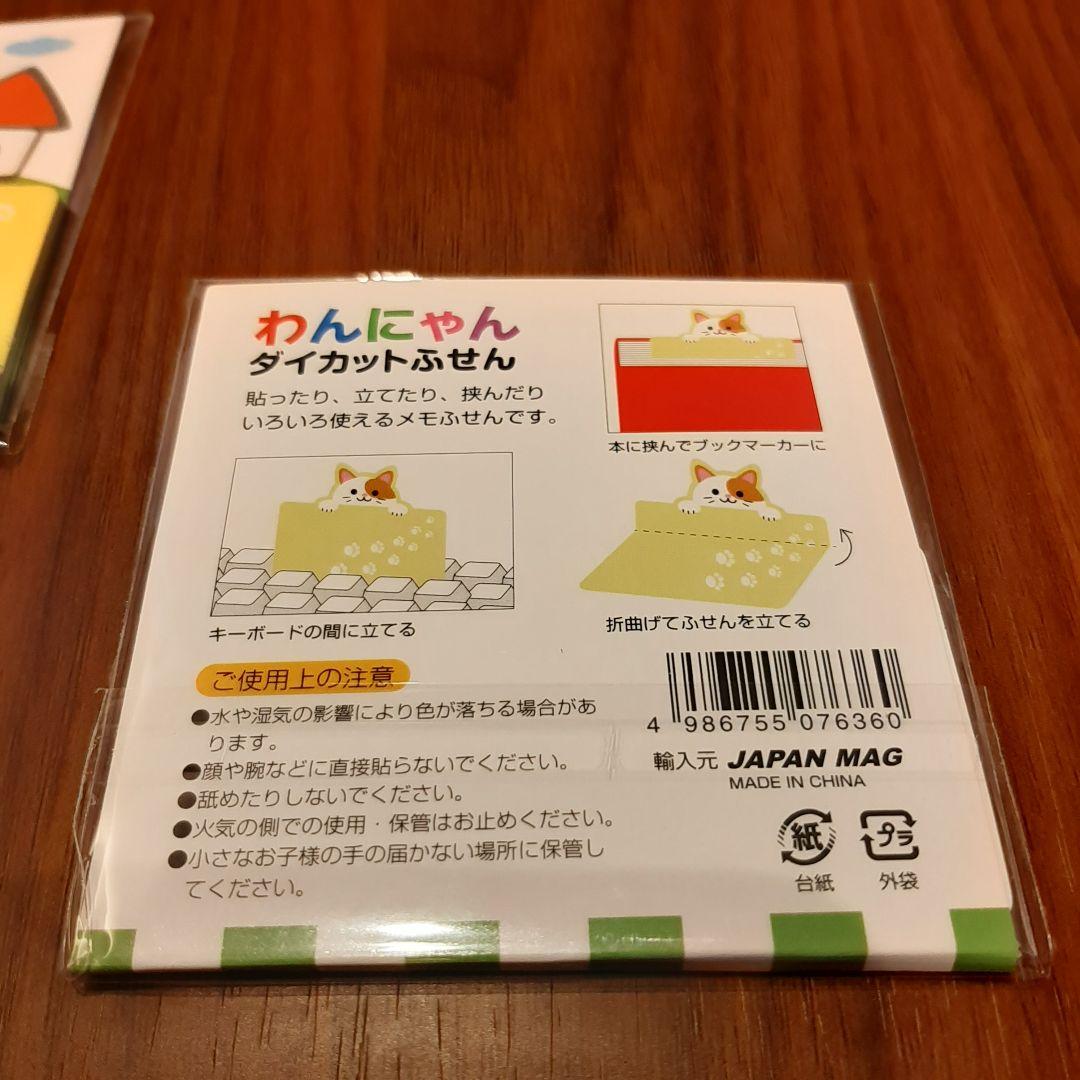 わんにゃん
ダイカットふせん
貼ったり、立てたり、挟んだり
いろいろ使えるメモふせんです。
本に挟んでブックマーカーに
キーボードの間に立てる
折曲げてふせんを立てる
ご使用上の注意
●水や湿気の影響により色が落ちる場合があ
ります。
●顔や腕などに直接貼らないでください。
●舐めたりしないでください。
●火気の側での使用・保管はお止めください。
●小さなお子様の手の届かない場所に保管し
てください。
4 986755 076360
輸入元 JAPAN MAG
MADE IN CHINA
紙
台紙
プラ
外袋